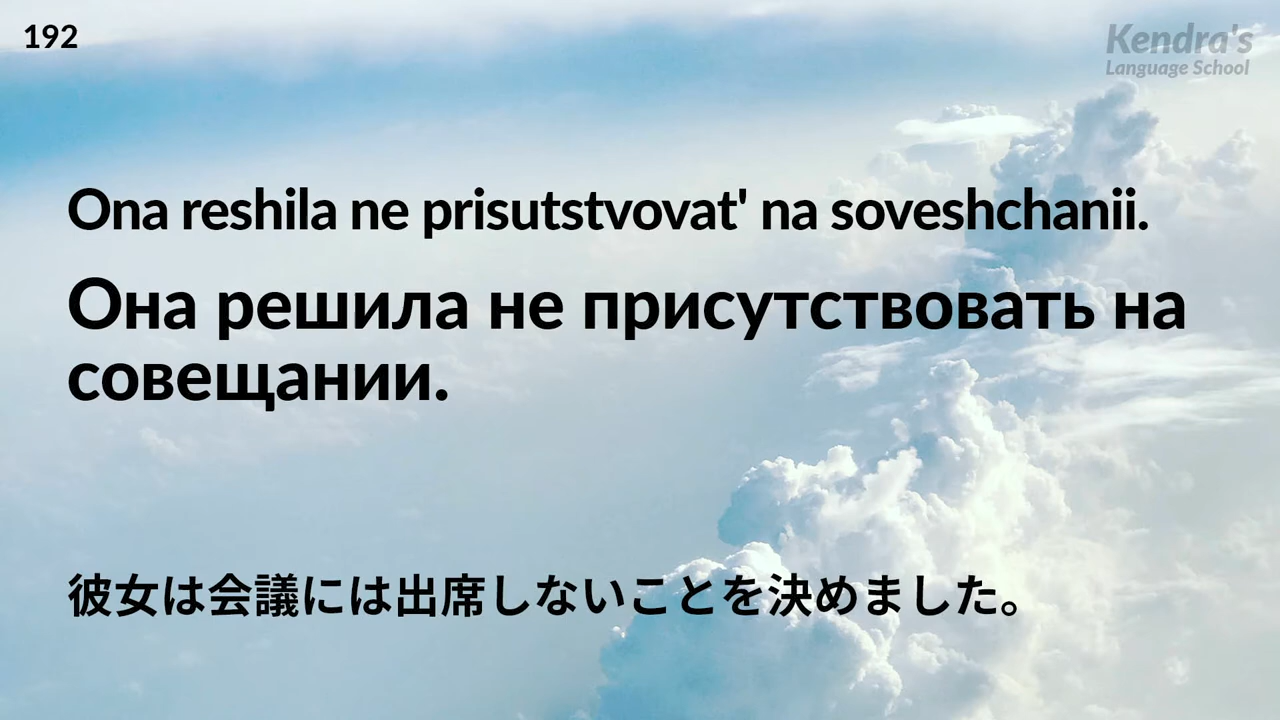 192
Kendra's
Language School
Ona reshila ne prisutstvovat' na soveshchanii.
Она решила не присутствовать на
совещании.
彼女は会議には出席しないことを決めました。